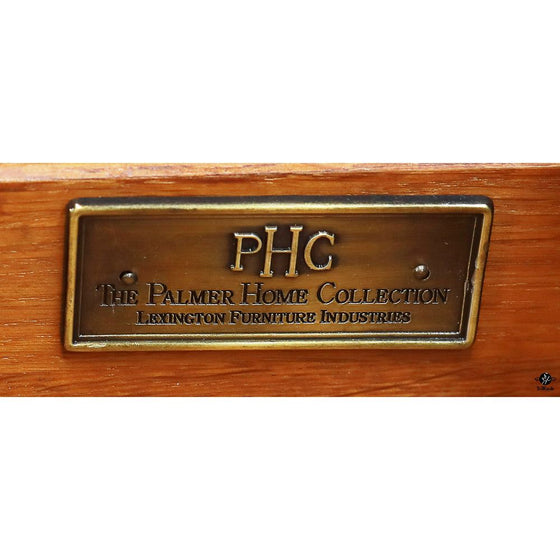 PHC
The Palmer Home Collection
Lexington Furniture Industries